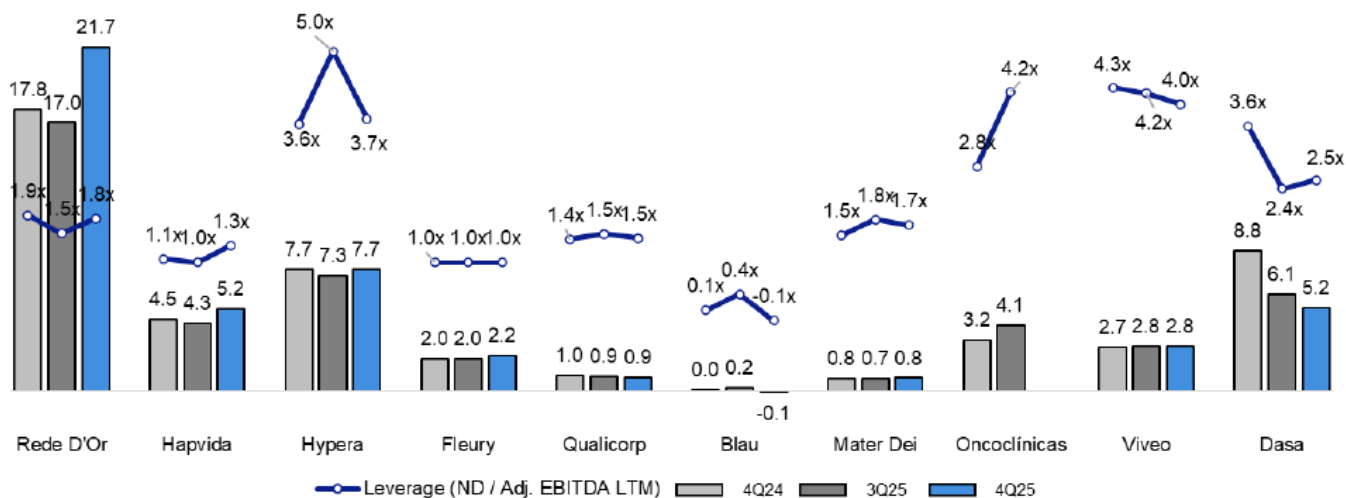 21.7
17.8
17.0
1.9x
1.5x
1.8x
1.1x
1.0x
1.3x
4.5
4.3
5.2
5.0x
3.6x
3.7x
7.7
7.3
7.7
1.0x
1.0x
1.0x
2.0
2.0
2.2
1.4x
1.5x
1.5x
1.0
0.9
0.9
0.1x
0.4x
-0.1x
0.0
0.2
-0.1
1.5x
1.8x
1.7x
0.8
0.7
0.8
4.2x
2.8x
3.2
4.1
4.3x
4.2x
4.0x
2.7
2.8
2.8
3.6x
2.4x
2.5x
8.8
6.1
5.2
Rede D'Or Hapvida Hypera Fleury Qualicorp Blau Mater Dei Oncoclínicas Viveo Dasa
Leverage (ND / Adj. EBITDA LTM) 4Q24 3Q25 4Q25